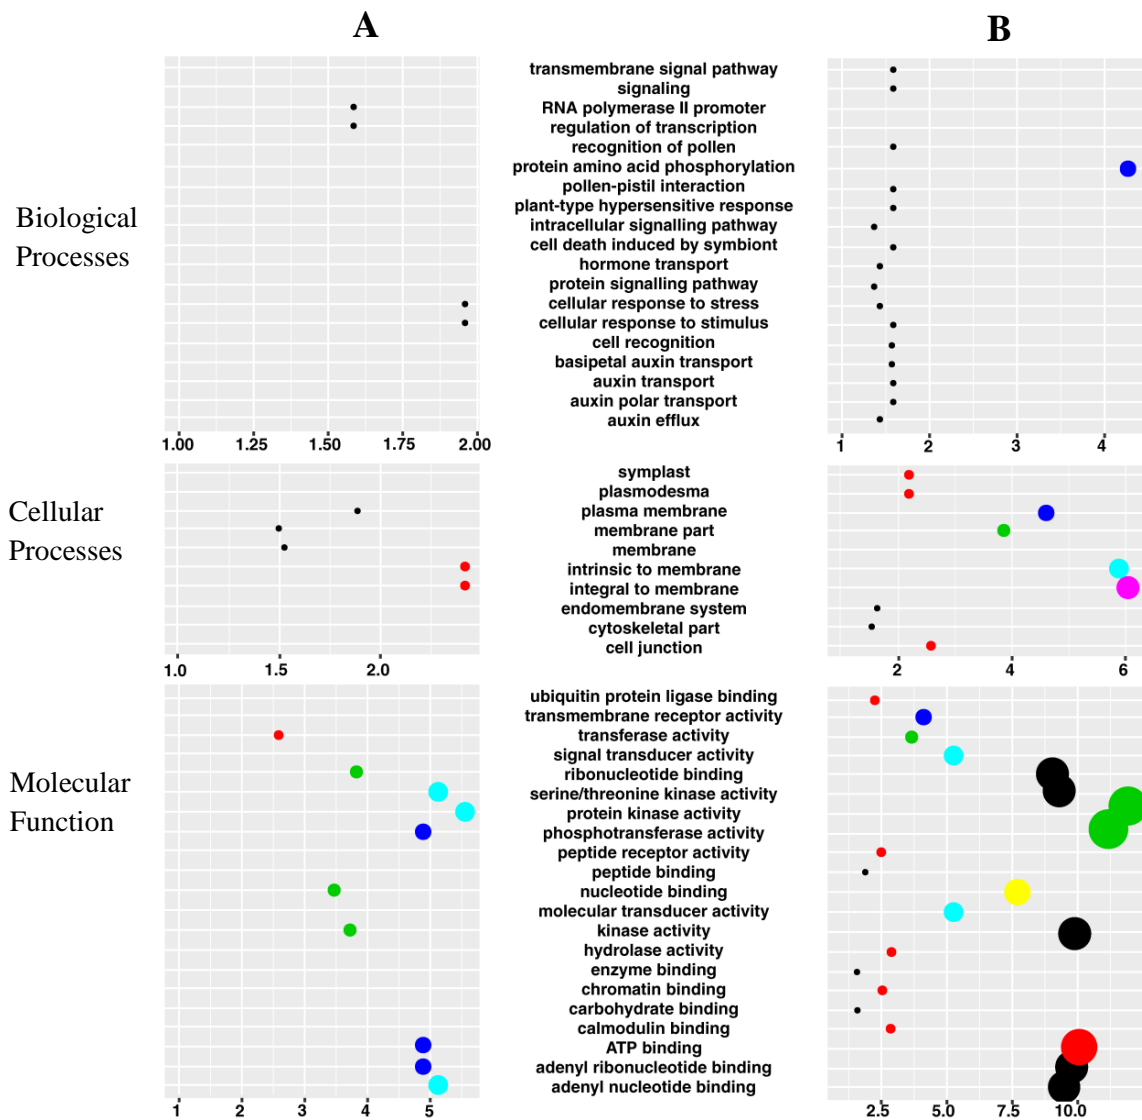 A
B
transmembrane signal pathway
signaling
RNA polymerase II promoter
regulation of transcription
recognition of pollen
protein amino acid phosphorylation
pollen-pistil interaction
plant-type hypersensitive response
intracellular signalling pathway
cell death induced by symbiont
hormone transport
protein signalling pathway
cellular response to stress
cellular response to stimulus
cell recognition
basipetal auxin transport
auxin transport
auxin polar transport
auxin efflux
Biological
Processes
1.00 1.25 1.50 1.75 2.00
1 2 3 4
symplast
plasmodesma
plasma membrane
membrane part
membrane
intrinsic to membrane
integral to membrane
endomembrane system
cytoskeletal part
cell junction
Cellular
Processes
1.0 1.5 2.0
2 4 6
ubiquitin protein ligase binding
transmembrane receptor activity
transferase activity
signal transducer activity
ribonucleotide binding
serine/threonine kinase activity
protein kinase activity
phosphotransferase activity
peptide receptor activity
peptide binding
nucleotide binding
molecular transducer activity
kinase activity
hydrolase activity
enzyme binding
chromatin binding
carbohydrate binding
calmodulin binding
ATP binding
adenyl ribonucleotide binding
adenyl nucleotide binding
Molecular
Function
1 2 3 4 5
2.5 5.0 7.5 10.0